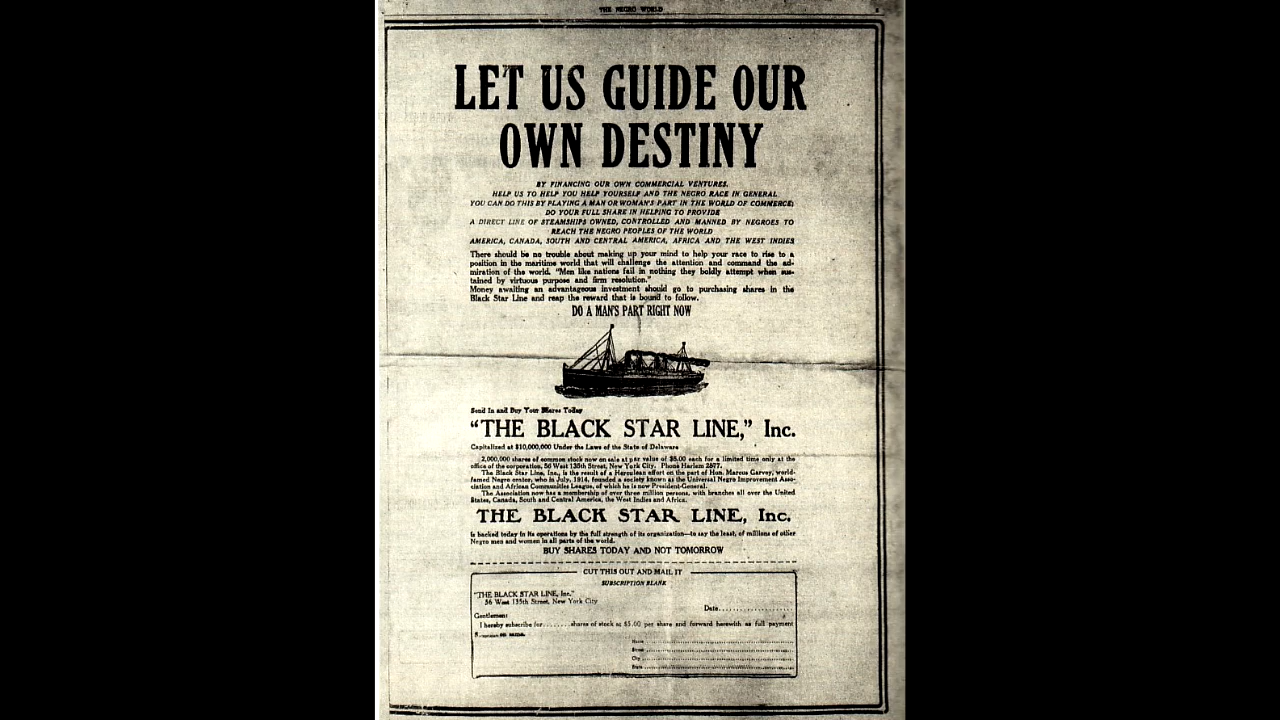 THE NEGRO WORLD
LET US GUIDE OUR
OWN DESTINY
BY FINANCING OUR OWN COMMERCIAL VENTURES.
HELP US TO HELP YOU HELP YOURSELF AND THE NEGRO RACE IN GENERAL
YOU CAN DO THIS BY PLAYING A MAN OR WOMAN'S PART IN THE WORLD OF COMMERCE;
DO YOUR FULL SHARE IN HELPING TO PROVIDE
A DIRECT LINE OF STEAMSHIPS OWNED, CONTROLLED AND MANNED BY NEGROES TO
REACH THE NEGRO PEOPLES OF THE WORLD
AMERICA, CANADA, SOUTH AND CENTRAL AMERICA, AFRICA AND THE WEST INDIES
There should be no trouble about making up your mind to help your race to rise to a
position in the maritime world that will challenge the attention and command the ad-
miration of the world. "Men like nations fail in nothing they boldly attempt when sus-
tained by virtuous purpose and firm resolution."
Money awaiting an advantageous investment should go to purchasing shares in the
Black Star Line and reap the reward that is bound to follow.
DO A MAN'S PART RIGHT NOW
Send In and Buy Your Shares Today
"THE BLACK STAR LINE," Inc.
Capitalized at $10,000,000 Under the Laws of the State of Delaware
2,000,000 shares of common stock now on sale at par value of $5.00 each for a limited time only at the
office of the corporation, 56 West 135th Street, New York City. Phone Harlem 2877.
The Black Star Line, Inc., is the result of a Herculean effort on the part of Hon. Marcus Garvey, world-
famed Negro center, who in July, 1914, founded a society known as the Universal Negro Improvement Asso-
ciation and African Communities League, of which he is now President-General.
The Association now has a membership of over three million persons, with branches all over the United
States, Canada, South and Central America, the West Indies and Africa.
THE BLACK STAR LINE, Inc.
is backed today in its operations by the full strength of its organization—to say the least, of millions of other
Negro men and women in all parts of the world.
BUY SHARES TODAY AND NOT TOMORROW
CUT THIS OUT AND MAIL IT
SUBSCRIPTION BLANK
"THE BLACK STAR LINE, Inc."
56 West 135th Street, New York City
Date....................
Gentlemen:
I hereby subscribe for........shares of stock at $5.00 per share and forward herewith as full payment
$........ on same.
Name
Street
City
State